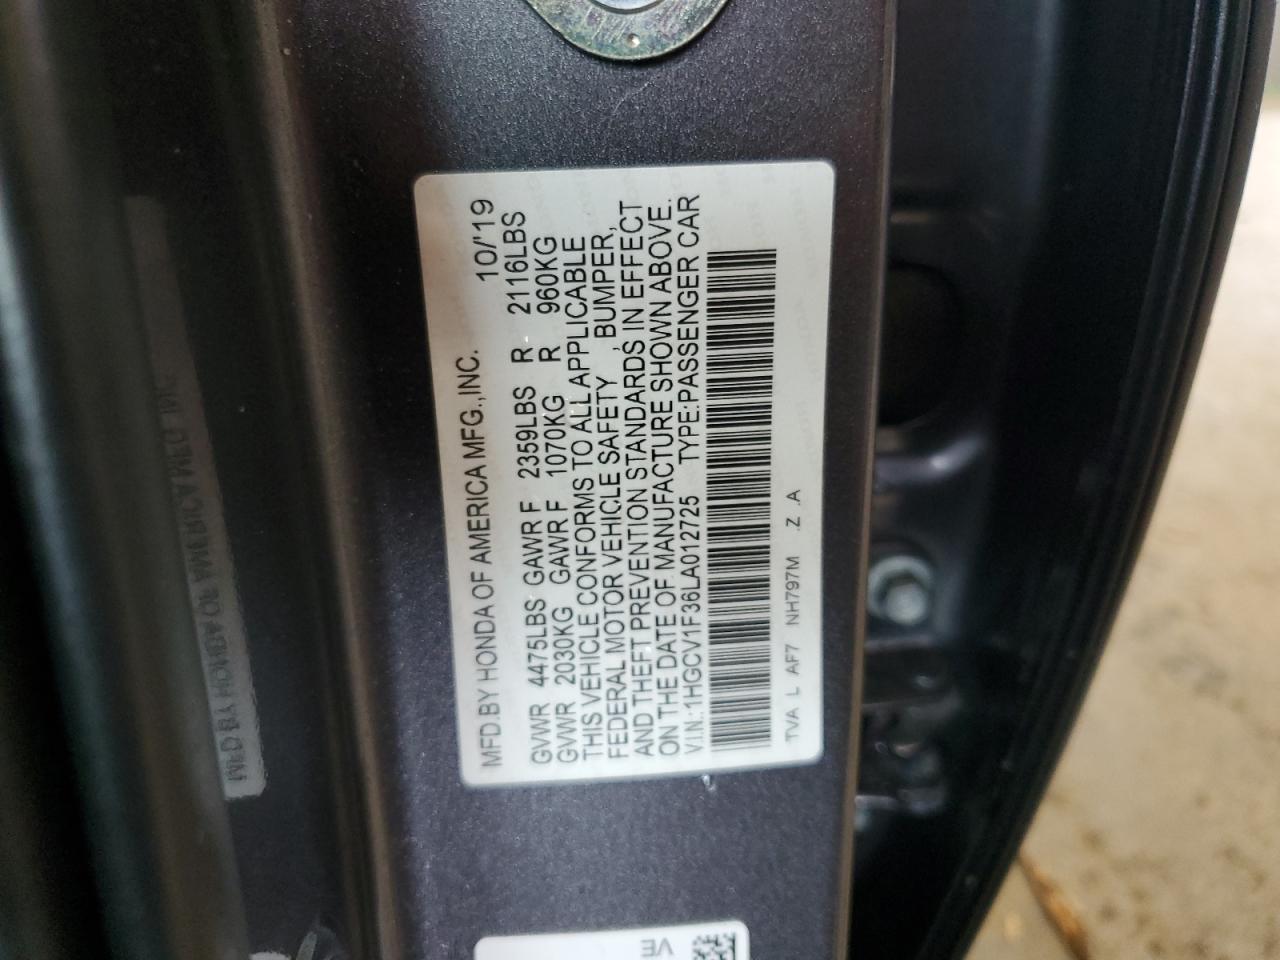 MFD.BY HONDA OF AMERICA MFG.,INC. 10/'19
GVWR 4475LBS GAWR F 2359LBS R 2116LBS
GVWR 2030KG GAWR F 1070KG R 960KG
THIS VEHICLE CONFORMS TO ALL APPLICABLE
FEDERAL MOTOR VEHICLE SAFETY, BUMPER,
AND THEFT PREVENTION STANDARDS IN EFFECT
ON THE DATE OF MANUFACTURE SHOWN ABOVE.
V.I.N.:1HGCV1F36LA012725 TYPE:PASSENGER CAR
TVA L AF7 NH797M .Z .A
VE